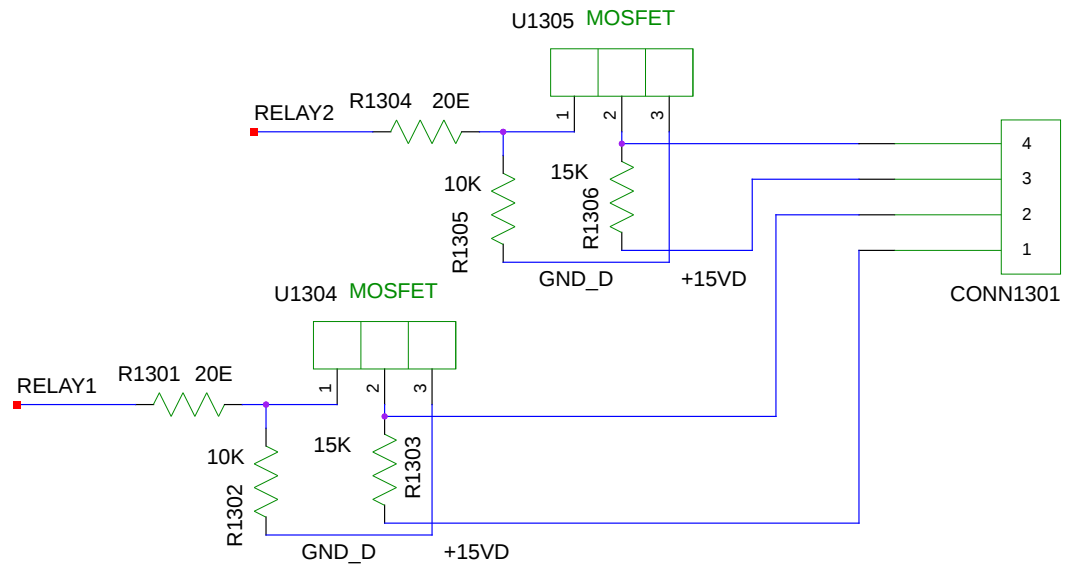 U1305 MOSFET
RELAY2
R1304 20E
1
2
3
10K
R1305
15K
R1306
GND_D
+15VD
4
3
2
1
CONN1301
U1304 MOSFET
RELAY1
R1301 20E
1
2
3
10K
R1302
15K
R1303
GND_D
+15VD